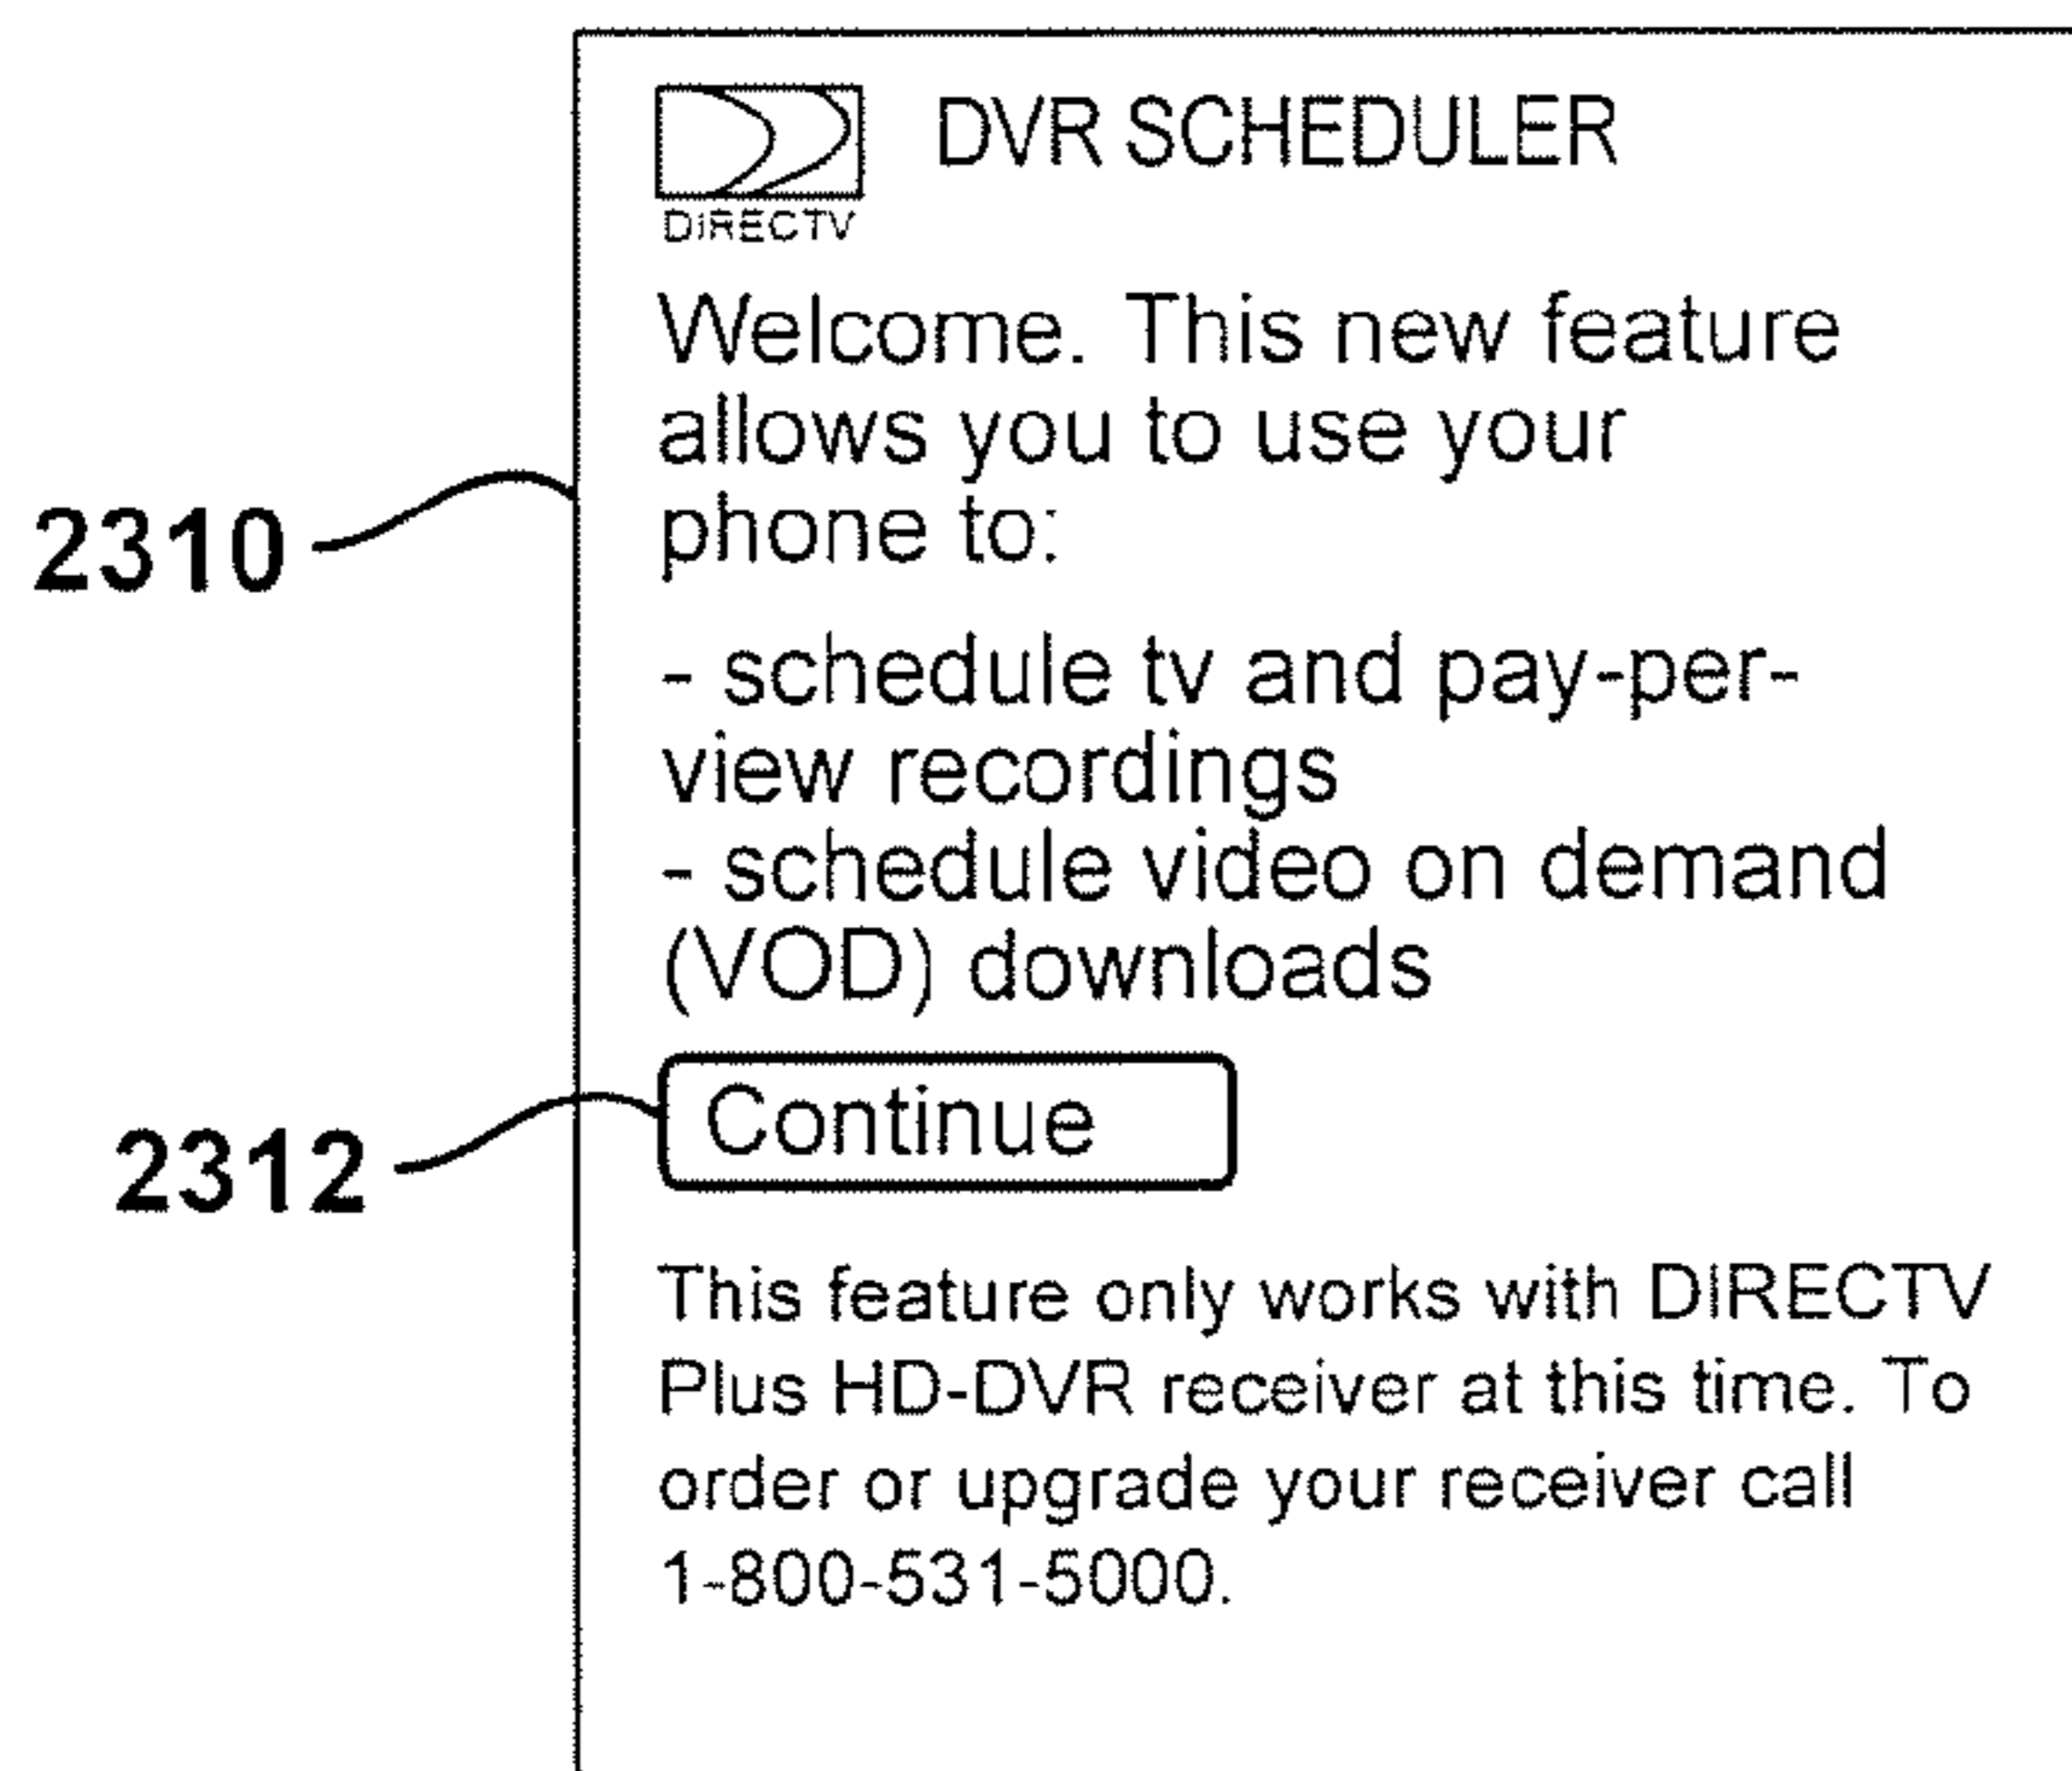 DVR SCHEDULER
DIRECTV
Welcome. This new feature
allows you to use your
phone to:
2310
- schedule tv and pay-per-
view recordings
- schedule video on demand
(VOD) downloads
Continue
2312
This feature only works with DIRECTV
Plus HD-DVR receiver at this time. To
order or upgrade your receiver call
1-800-531-5000.